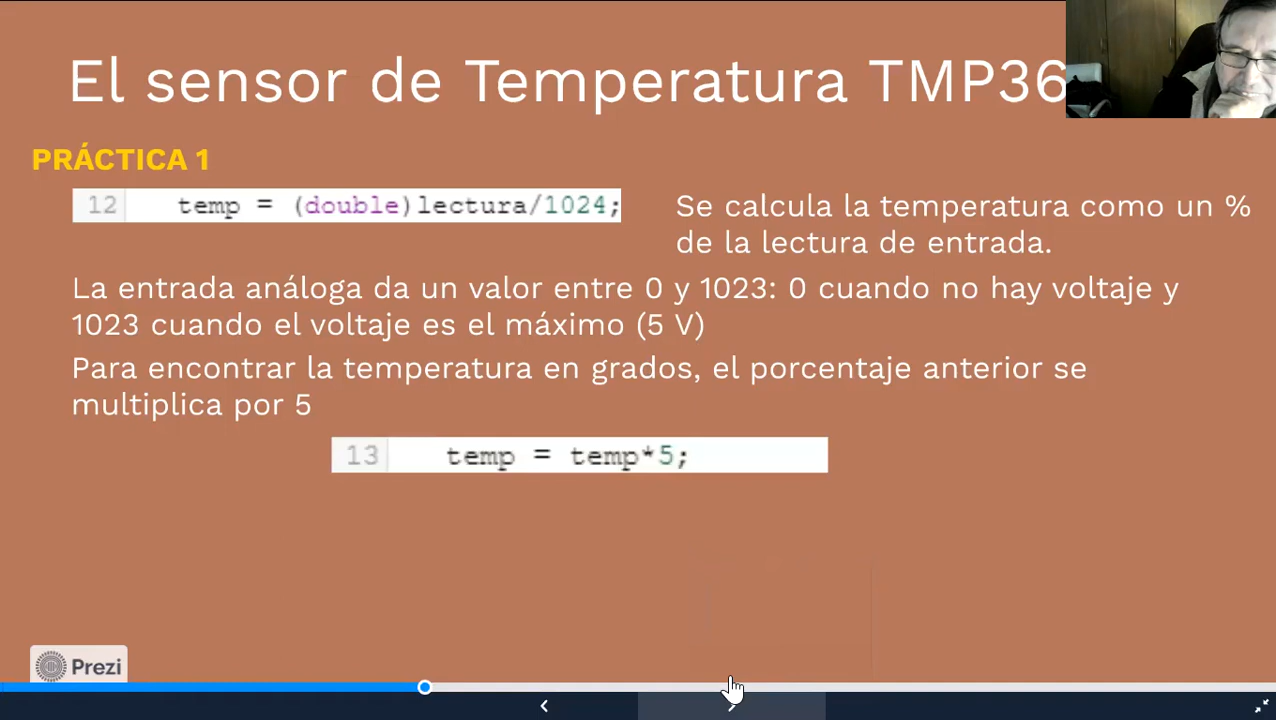 El sensor de Temperatura TMP36
PRÁCTICA 1
12 temp = (double)lectura/1024;
Se calcula la temperatura como un %
de la lectura de entrada.
La entrada análoga da un valor entre 0 y 1023: 0 cuando no hay voltaje y
1023 cuando el voltaje es el máximo (5 V)
Para encontrar la temperatura en grados, el porcentaje anterior se
multiplica por 5
13 temp = temp*5;
Prezi